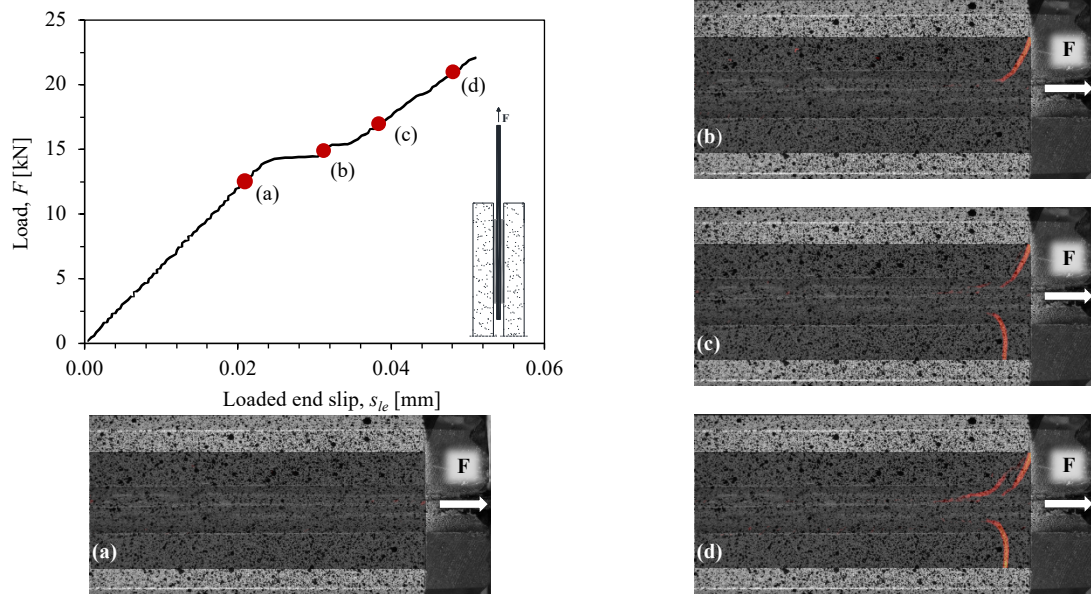 25
20
15
10
5
0
0.00
0.02
0.04
0.06
Load, F [kN]
Loaded end slip, sle [mm]
(a)
(b)
(c)
(d)
F
(a)
F
(b)
F
(c)
F
(d)
F